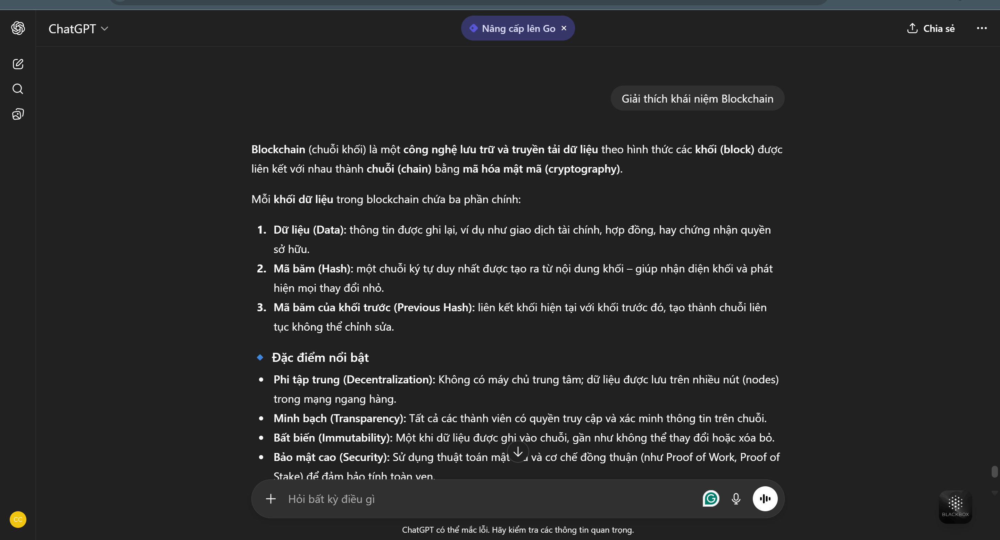 ChatGPT
Nâng cấp lên Go
Chia sẻ
Giải thích khái niệm Blockchain
Blockchain (chuỗi khối) là một công nghệ lưu trữ và truyền tải dữ liệu theo hình thức các khối (block) được
liên kết với nhau thành chuỗi (chain) bằng mã hóa mật mã (cryptography).
Mỗi khối dữ liệu trong blockchain chứa ba phần chính:
1. Dữ liệu (Data): thông tin được ghi lại, ví dụ như giao dịch tài chính, hợp đồng, hay chứng nhận quyền
sở hữu.
2. Mã băm (Hash): một chuỗi ký tự duy nhất được tạo ra từ nội dung khối – giúp nhận diện khối và phát
hiện mọi thay đổi nhỏ.
3. Mã băm của khối trước (Previous Hash): liên kết khối hiện tại với khối trước đó, tạo thành chuỗi liên
tục không thể chỉnh sửa.
Đặc điểm nổi bật
• Phi tập trung (Decentralization): Không có máy chủ trung tâm; dữ liệu được lưu trên nhiều nút (nodes)
trong mạng ngang hàng.
• Minh bạch (Transparency): Tất cả các thành viên có quyền truy cập và xác minh thông tin trên chuỗi.
• Bất biến (Immutability): Một khi dữ liệu được ghi vào chuỗi, gần như không thể thay đổi hoặc xóa bỏ.
• Bảo mật cao (Security): Sử dụng thuật toán mật và cơ chế đồng thuận (như Proof of Work, Proof of
Stake) để đảm bảo tính toàn vẹn.
Hỏi bất kỳ điều gì
BLACKBOX
CC
ChatGPT có thể mắc lỗi. Hãy kiểm tra các thông tin quan trọng.